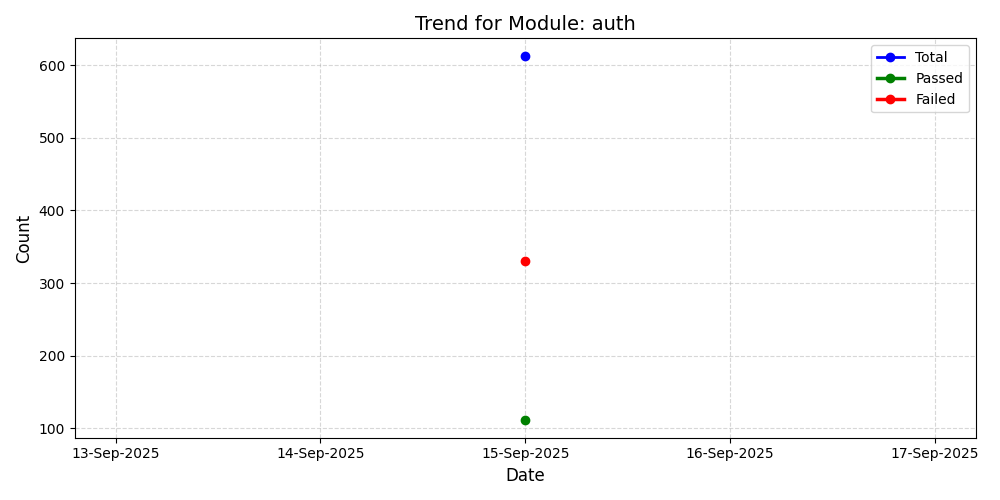 Trend for Module: auth
Total
Passed
Failed
600
500
400
300
200
100
Count
13-Sep-2025
14-Sep-2025
15-Sep-2025
16-Sep-2025
17-Sep-2025
Date